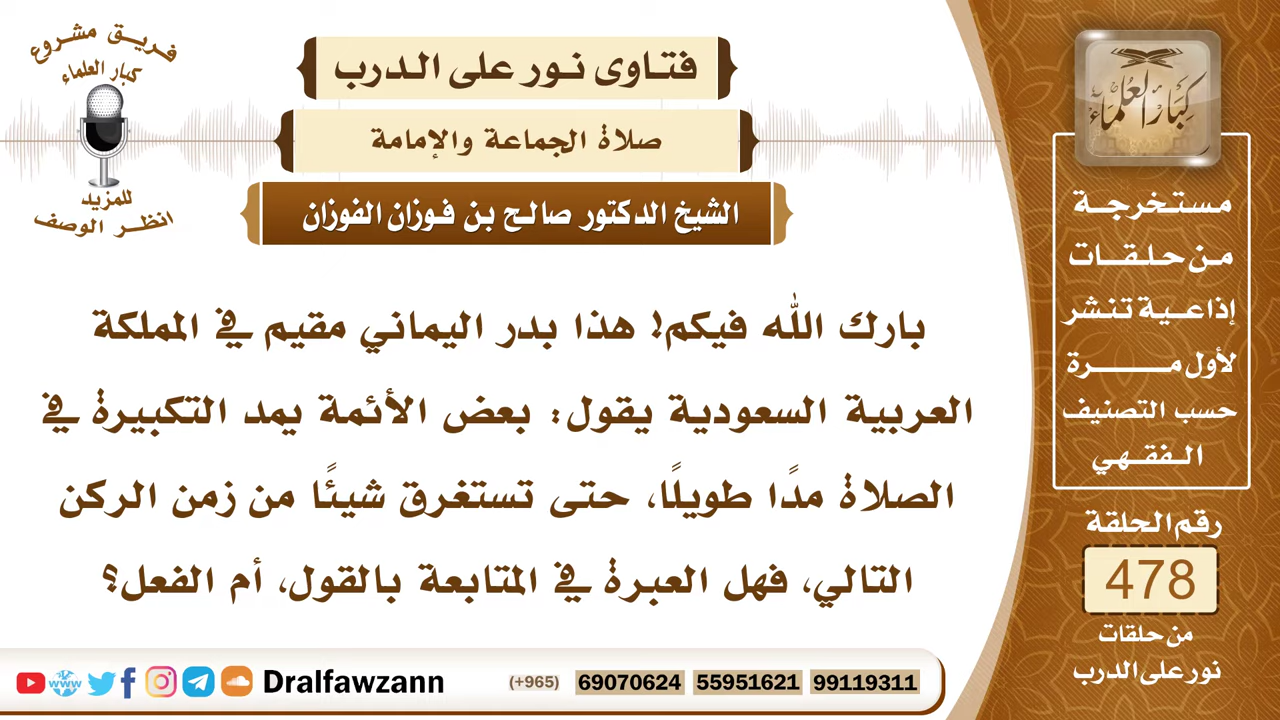 فريق مشروع
كبار العلماء
للمزيد
انظر الوصف
فتاوى نور على الدرب
صلاة الجماعة والإمامة
الشيخ الدكتور صالح بن فوزان الفوزان
بارك الله فيكم! هذا بدر اليماني مقيم في المملكة
العربية السعودية يقول: بعض الأئمة يمد التكبيرة في
الصلاة مدًا طويلًا، حتى تستغرق شيئًا من زمن الركن
التالي، فهل العبرة في المتابعة بالقول، أم الفعل؟
كبار العلماء
مستخرجة
من حلقات
إذاعية تنشر
لأول مرة
حسب التصنيف
الفقهي
رقم الحلقة
478
من حلقات
نور على الدرب
www
Dralfawzann
(+965) 69070624 55951621 99119311